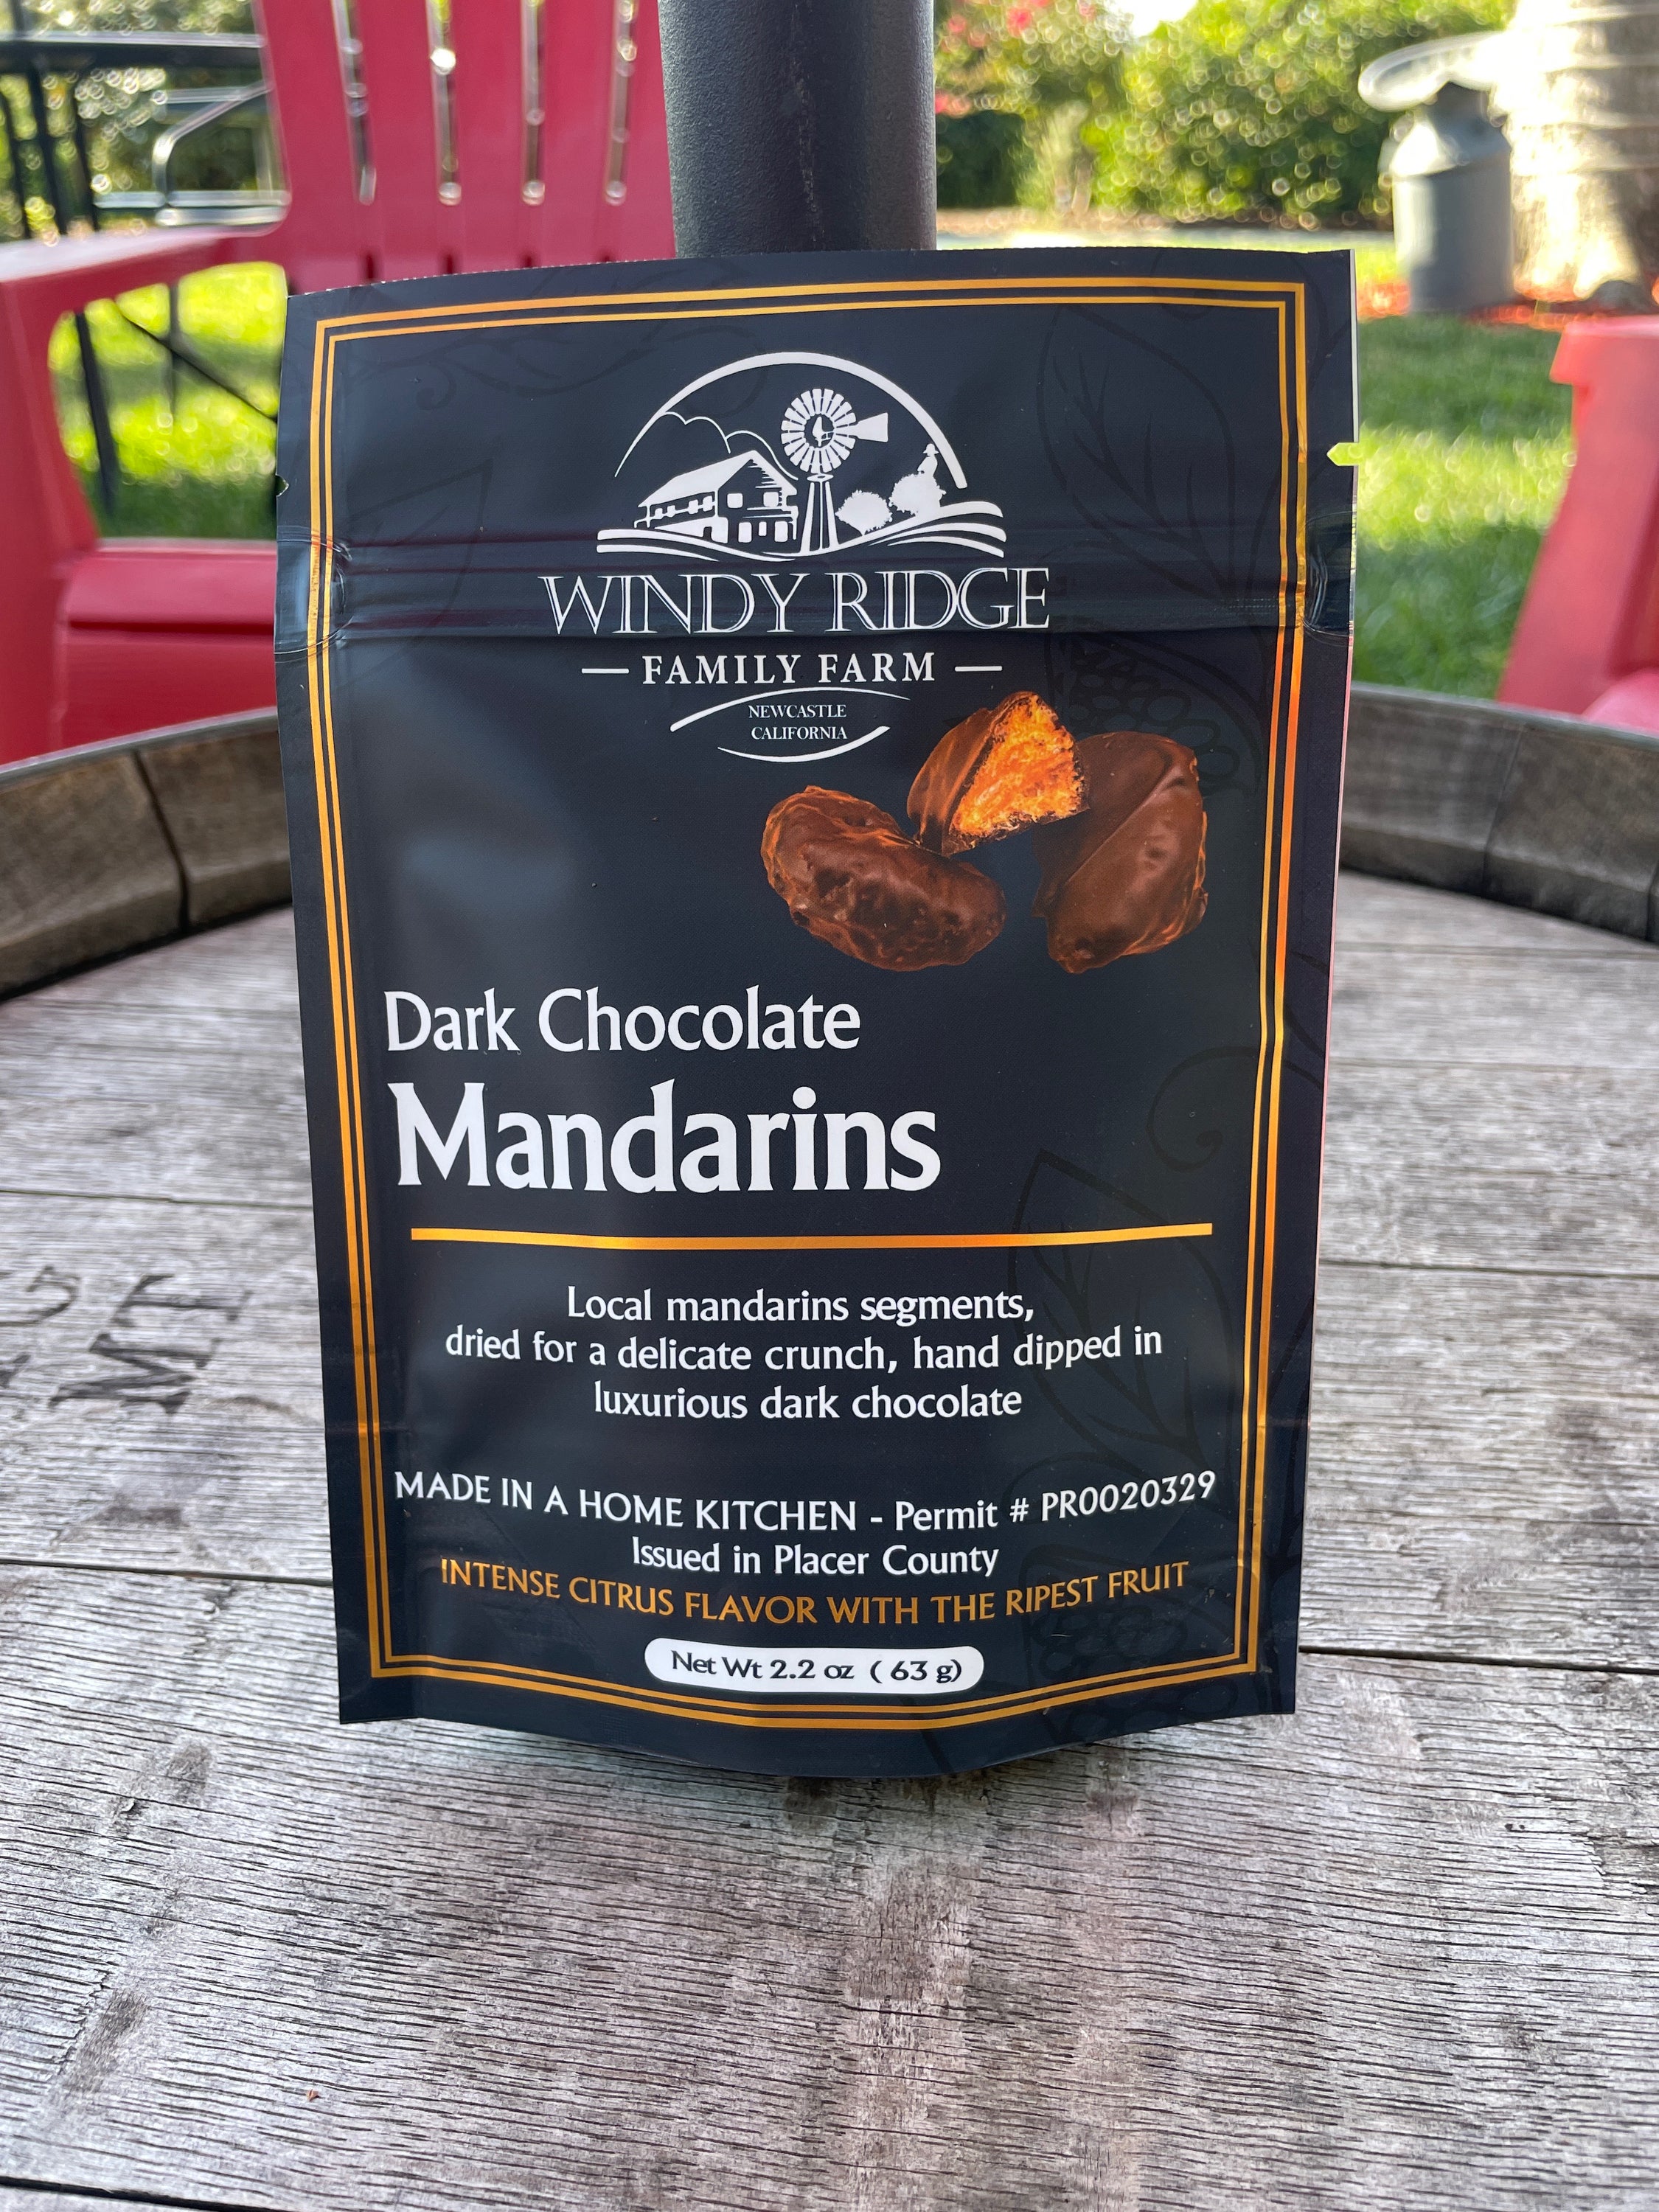 WINDY RIDGE
FAMILY FARM
NEWCASTLE
CALIFORNIA
Dark Chocolate
Mandarins
Local mandarins segments,
dried for a delicate crunch, hand dipped in
luxurious dark chocolate
MADE IN A HOME KITCHEN - Permit # PR0020329
Issued in Placer County
INTENSE CITRUS FLAVOR WITH THE RIPEST FRUIT
Net Wt 2.2 oz ( 63 g)
MT